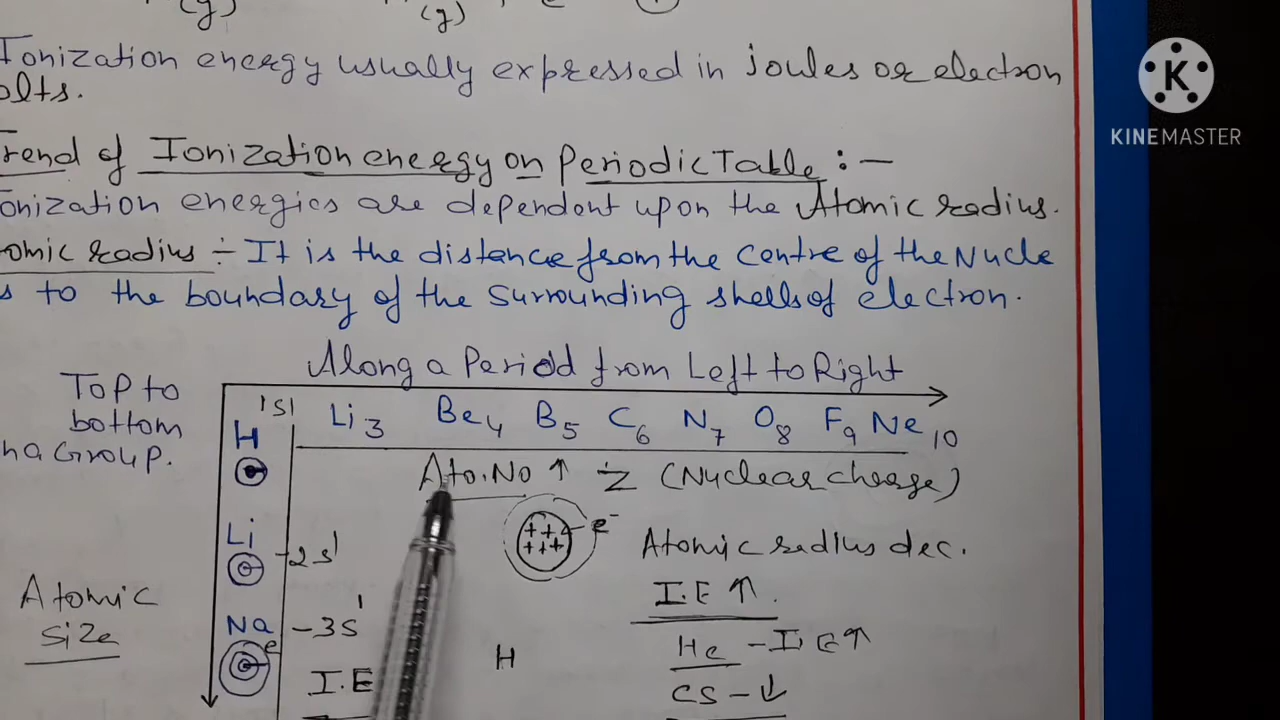 (g) (g)
Ionization energy usually expressed in joules or electron
olts.
K
KINEMASTER
Trend of Ionization energy on Periodic Table :—
onization energies are dependent upon the Atomic radius.
omic radius ÷ It is the distance from the centre of the Nucle
s to the boundary of the surrounding shells of electron.
Along a Period from Left to Right
Top to
bottom
n a Group.
H 1s1 Li3 Be4 B5 C6 N7 O8 F9 Ne10
Ato.No ↑ ÷ Z (Nuclear charge)
++ e-
+++
Li 2s1
Atomic radius dec.
Atomic
size
I.E ↑.
Na e -3s1
H
He - I.E ↑
I.E
CS - ↓